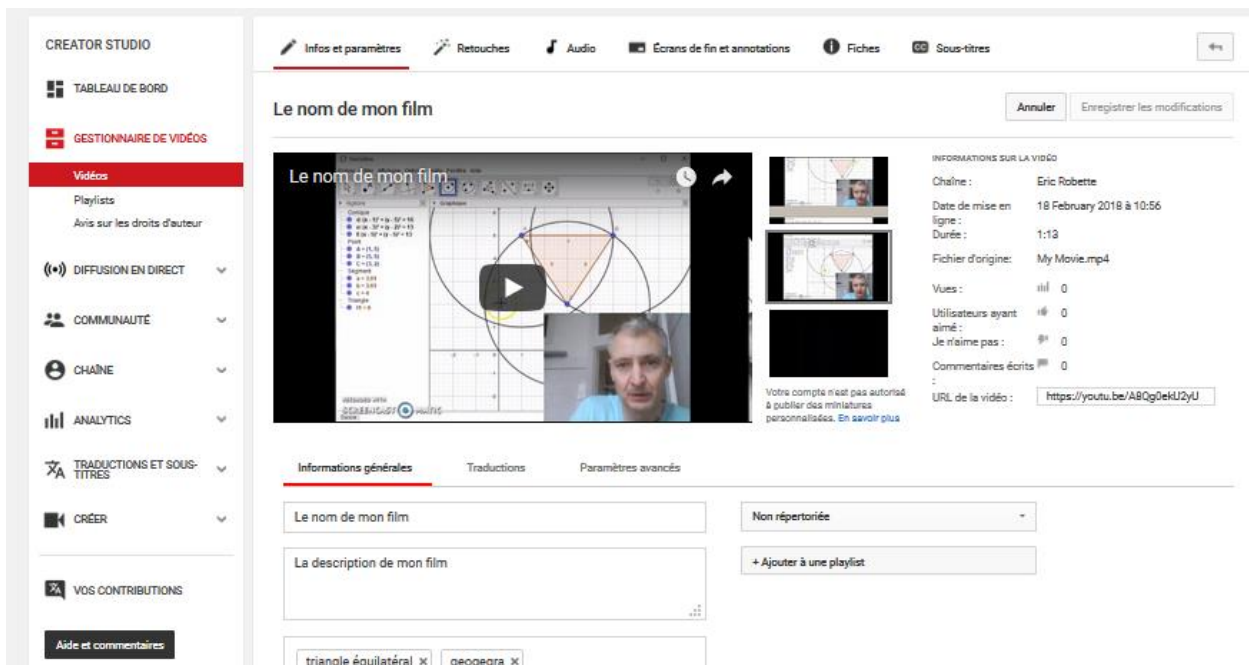 CREATOR STUDIO
TABLEAU DE BORD
GESTIONNAIRE DE VIDÉOS
Vidéos
Playlists
Avis sur les droits d'auteur
DIFFUSION EN DIRECT
COMMUNAUTÉ
CHAÎNE
ANALYTICS
TRADUCTIONS ET SOUS-
TITRES
CRÉER
VOS CONTRIBUTIONS
Aide et commentaires
Infos et paramètres
Retouches
Audio
Écrans de fin et annotations
Fiches
Sous-titres
Le nom de mon film
Annuler
Enregistrer les modifications
Le nom de mon film
Graphique
Conique
Point
Segment
Triangle
SCREENCAST MATIC
Votre compte n'est pas autorisé
à publier des miniatures
personnalisées. En savoir plus
INFORMATIONS SUR LA VIDÉO
Chaîne : Eric Robette
Date de mise en 18 February 2018 à 10:56
ligne :
Durée : 1:13
Fichier d'origine: My Movie.mp4
Vues : 0
Utilisateurs ayant 0
aimé :
Je n'aime pas : 0
Commentaires écrits 0
:
URL de la vidéo :
Informations générales
Traductions
Paramètres avancés
Le nom de mon film
Non répertoriée
La description de mon film
+ Ajouter à une playlist
triangle équilatéral ×
geogegra ×